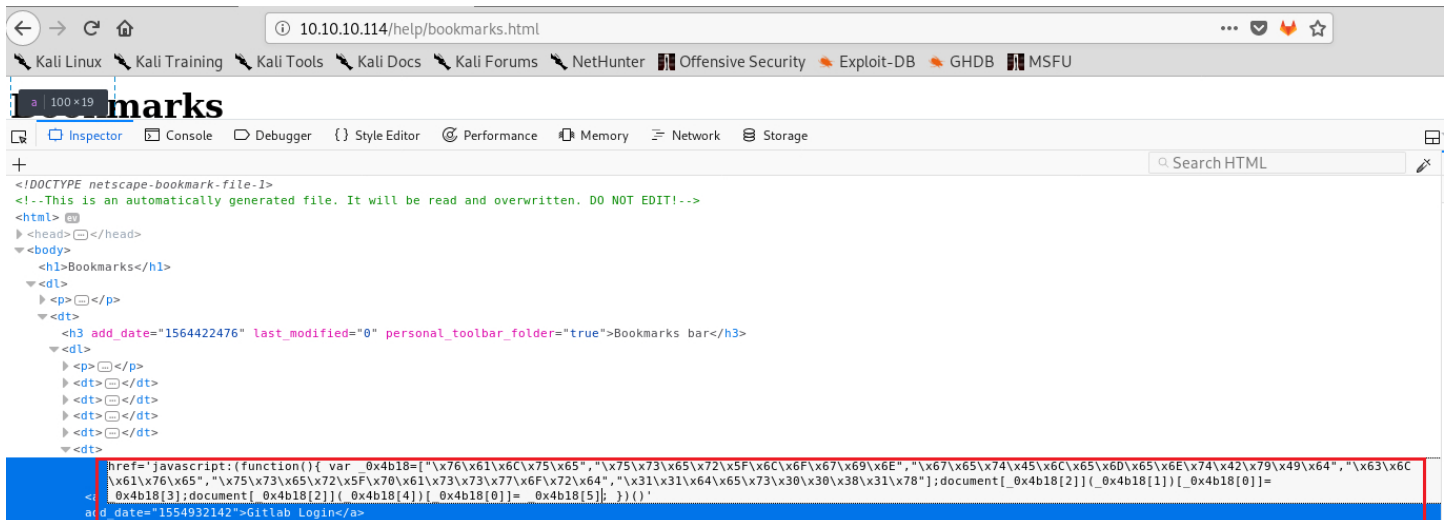 10.10.10.114/help/bookmarks.html
Kali Linux Kali Training Kali Tools Kali Docs Kali Forums NetHunter Offensive Security Exploit-DB GHDB MSFU
a 100 × 19
marks
Inspector Console Debugger {} Style Editor Performance Memory Network Storage
+ Search HTML
<!DOCTYPE netscape-bookmark-file-1>
<!--This is an automatically generated file. It will be read and overwritten. DO NOT EDIT!-->
<html> ev
<head></head>
<body>
<h1>Bookmarks</h1>
<dl>
<p></p>
<dt>
<h3 add_date="1564422476" last_modified="0" personal_toolbar_folder="true">Bookmarks bar</h3>
<dl>
<p></p>
<dt></dt>
<dt></dt>
<dt></dt>
<dt></dt>
<dt>
href='javascript:(function(){ var _0x4b18=["\x76\x61\x6C\x75\x65","\x75\x73\x65\x72\x5F\x6C\x6F\x67\x69\x6E","\x67\x65\x74\x45\x6C\x65\x6D\x65\x6E\x74\x42\x79\x49\x64","\x63\x6C
\x61\x76\x65","\x75\x73\x65\x72\x5F\x70\x61\x73\x73\x77\x6F\x72\x64","\x31\x31\x64\x65\x73\x30\x30\x38\x31\x78"];document[_0x4b18[2]](_0x4b18[1])[_0x4b18[0]]=
<a _0x4b18[3];document[_0x4b18[2]](_0x4b18[4])[_0x4b18[0]]= _0x4b18[5]; })()'
add_date="1554932142">Gitlab Login</a>